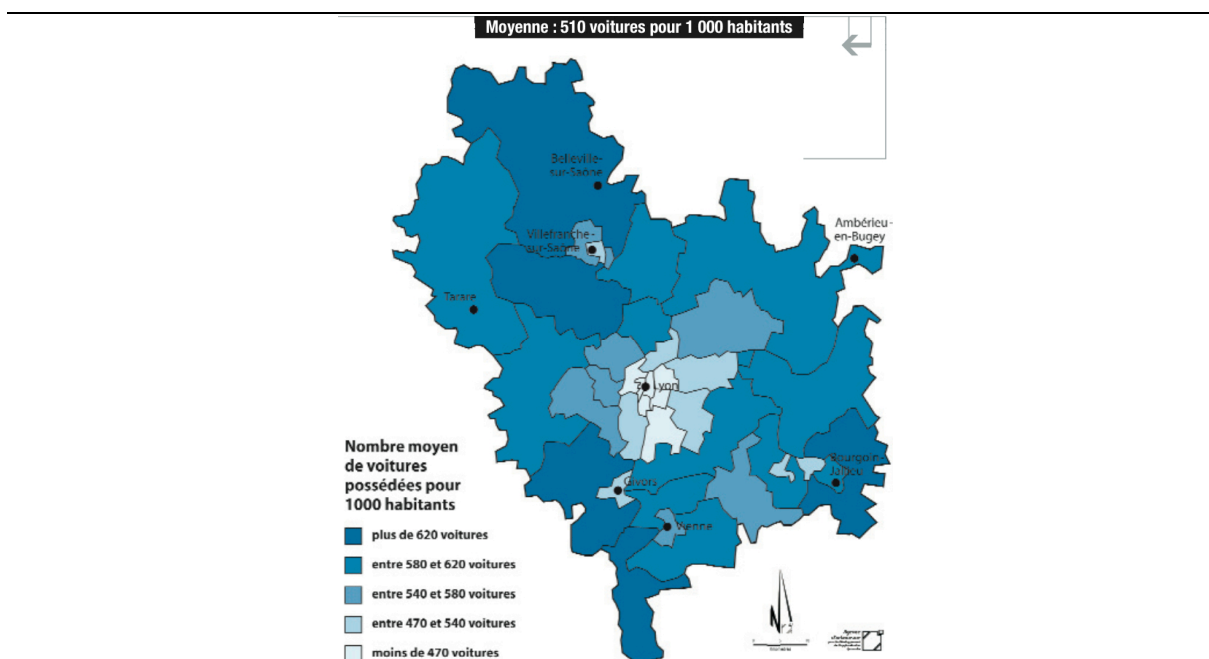 Moyenne : 510 voitures pour 1 000 habitants
Belleville-
sur-Saône
Ambérieu-
en-Bugey
Villefranche-
sur-Saône
Tarare
Lyon
Nombre moyen
de voitures
possédées pour
1000 habitants
Bourgoin-
Jallieu
Givors
Vienne
plus de 620 voitures
entre 580 et 620 voitures
entre 540 et 580 voitures
entre 470 et 540 voitures
moins de 470 voitures
N